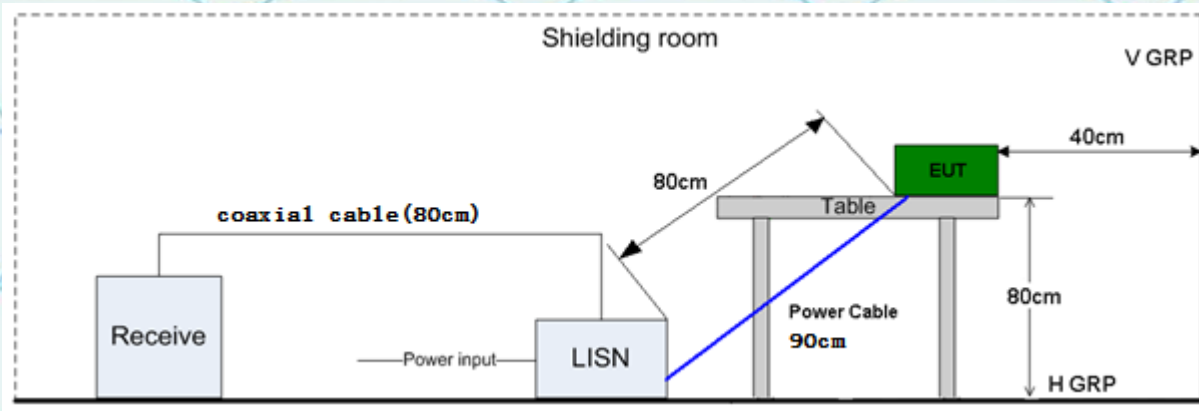 Shielding room
V GRP
40cm
EUT
80cm
Table
coaxial cable(80cm)
80cm
Power Cable
90cm
Receive
Power input
LISN
H GRP